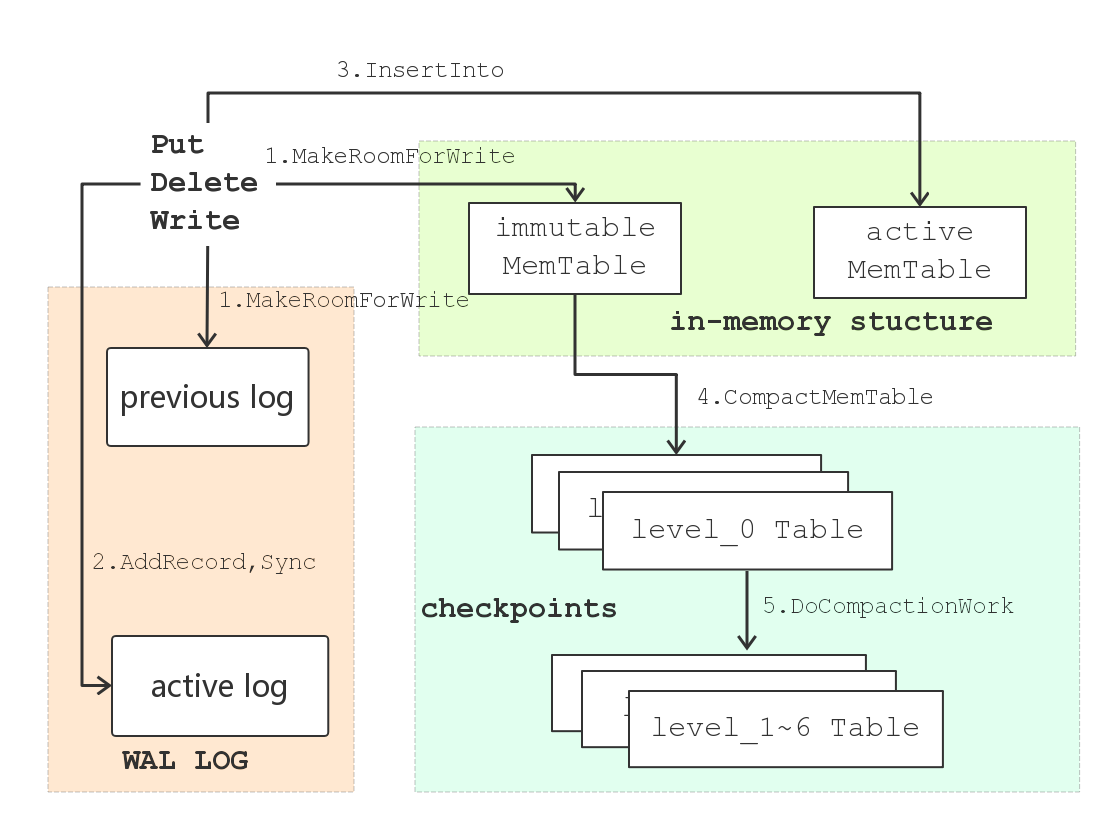 3.InsertInto
Put
Delete
Write
1.MakeRoomForWrite
immutable
MemTable
active
MemTable
in-memory stucture
1.MakeRoomForWrite
previous log
4.CompactMemTable
level_0 Table
2.AddRecord,Sync
checkpoints
5.DoCompactionWork
active log
level_1~6 Table
WAL LOG